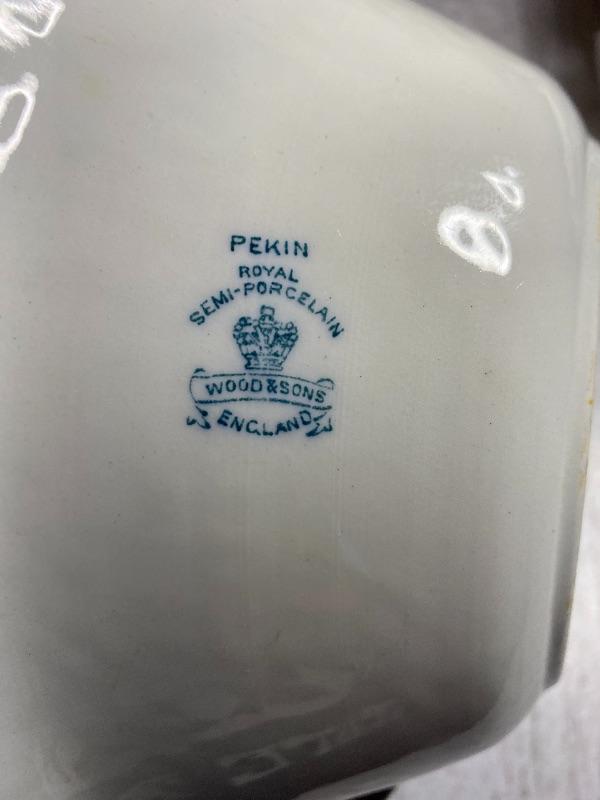 PEKIN
ROYAL
SEMI-PORCELAIN
WOOD & SONS
ENGLAND